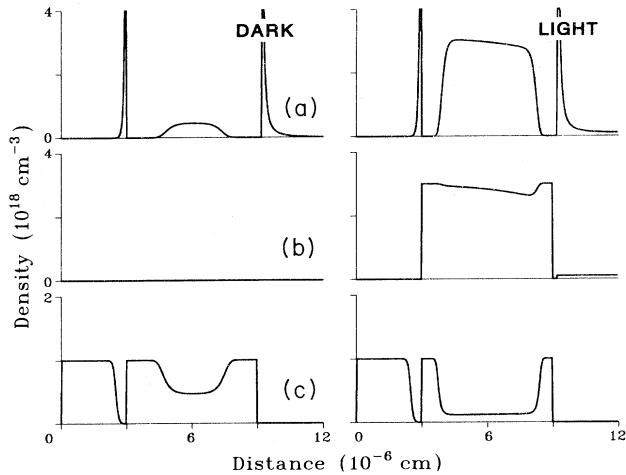 4
DARK
LIGHT
(a)
0
4
(b)
0
2
(c)
0
0 6 12
0 6 12
Density (10¹⁸ cm⁻³)
Distance (10⁻⁶ cm)